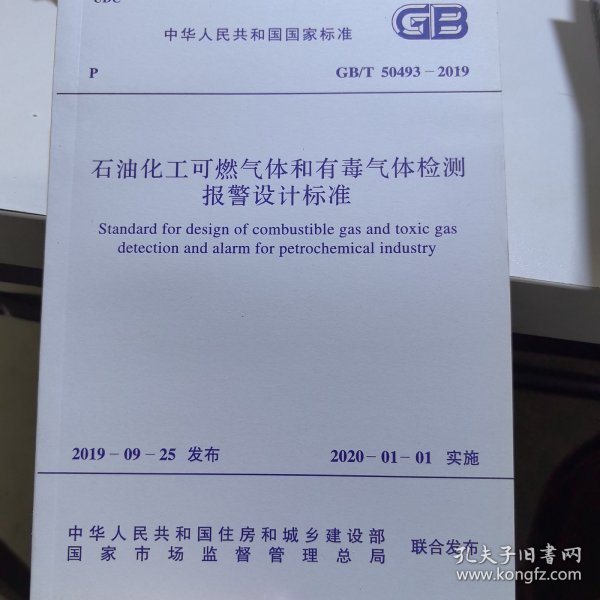 UDC
中华人民共和国国家标准
GB
P
GB/T 50493－2019
石油化工可燃气体和有毒气体检测
报警设计标准
Standard for design of combustible gas and toxic gas
detection and alarm for petrochemical industry
2019－09－25 发布
2020－01－01 实施
中华人民共和国住房和城乡建设部
国家市场监督管理总局
联合发布
孔夫子旧书网
www.kongfz.com